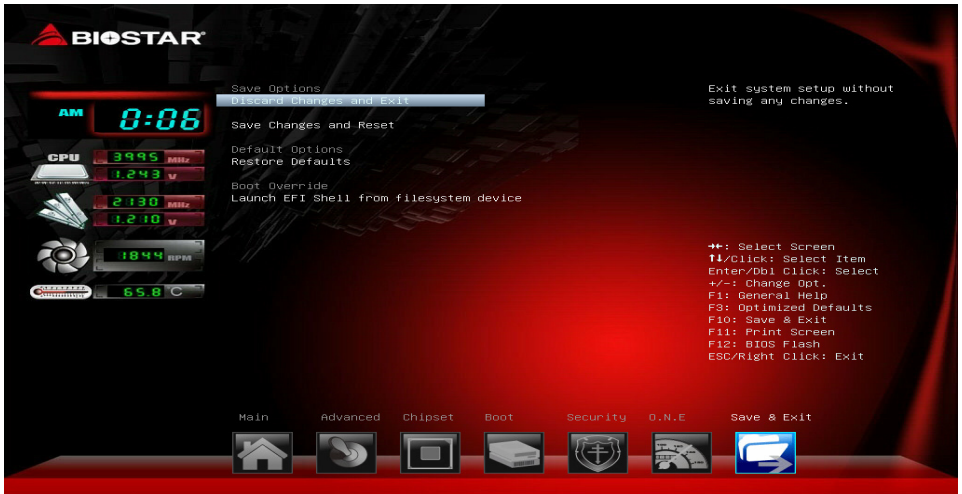 BIOSTAR
Save Options
Discard Changes and Exit
Save Changes and Reset
Default Options
Restore Defaults
Boot Override
Launch EFI Shell from filesystem device
Exit system setup without
saving any changes.
AM 0:06
CPU 3995 MHz
1.243 V
2130 MHz
1.210 V
1844 RPM
65.8 C
→←: Select Screen
↑↓/Click: Select Item
Enter/Dbl Click: Select
+/-: Change Opt.
F1: General Help
F3: Optimized Defaults
F10: Save & Exit
F11: Print Screen
F12: BIOS Flash
ESC/Right Click: Exit
Main Advanced Chipset Boot Security O.N.E Save & Exit